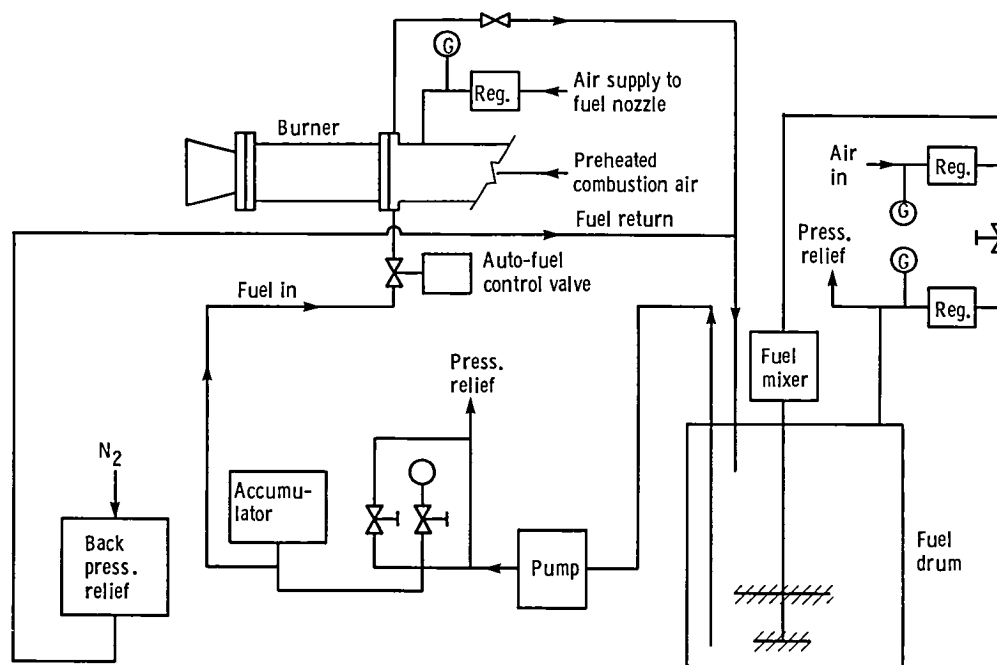 G
Air supply to
fuel nozzle
Reg.
Burner
Preheated
combustion air
Air
in
Reg.
G
Fuel return
Press.
relief
G
Auto-fuel
control valve
Fuel in
Reg.
Fuel
mixer
Press.
relief
N2
Accumu-
lator
Back
press.
relief
Pump
Fuel
drum